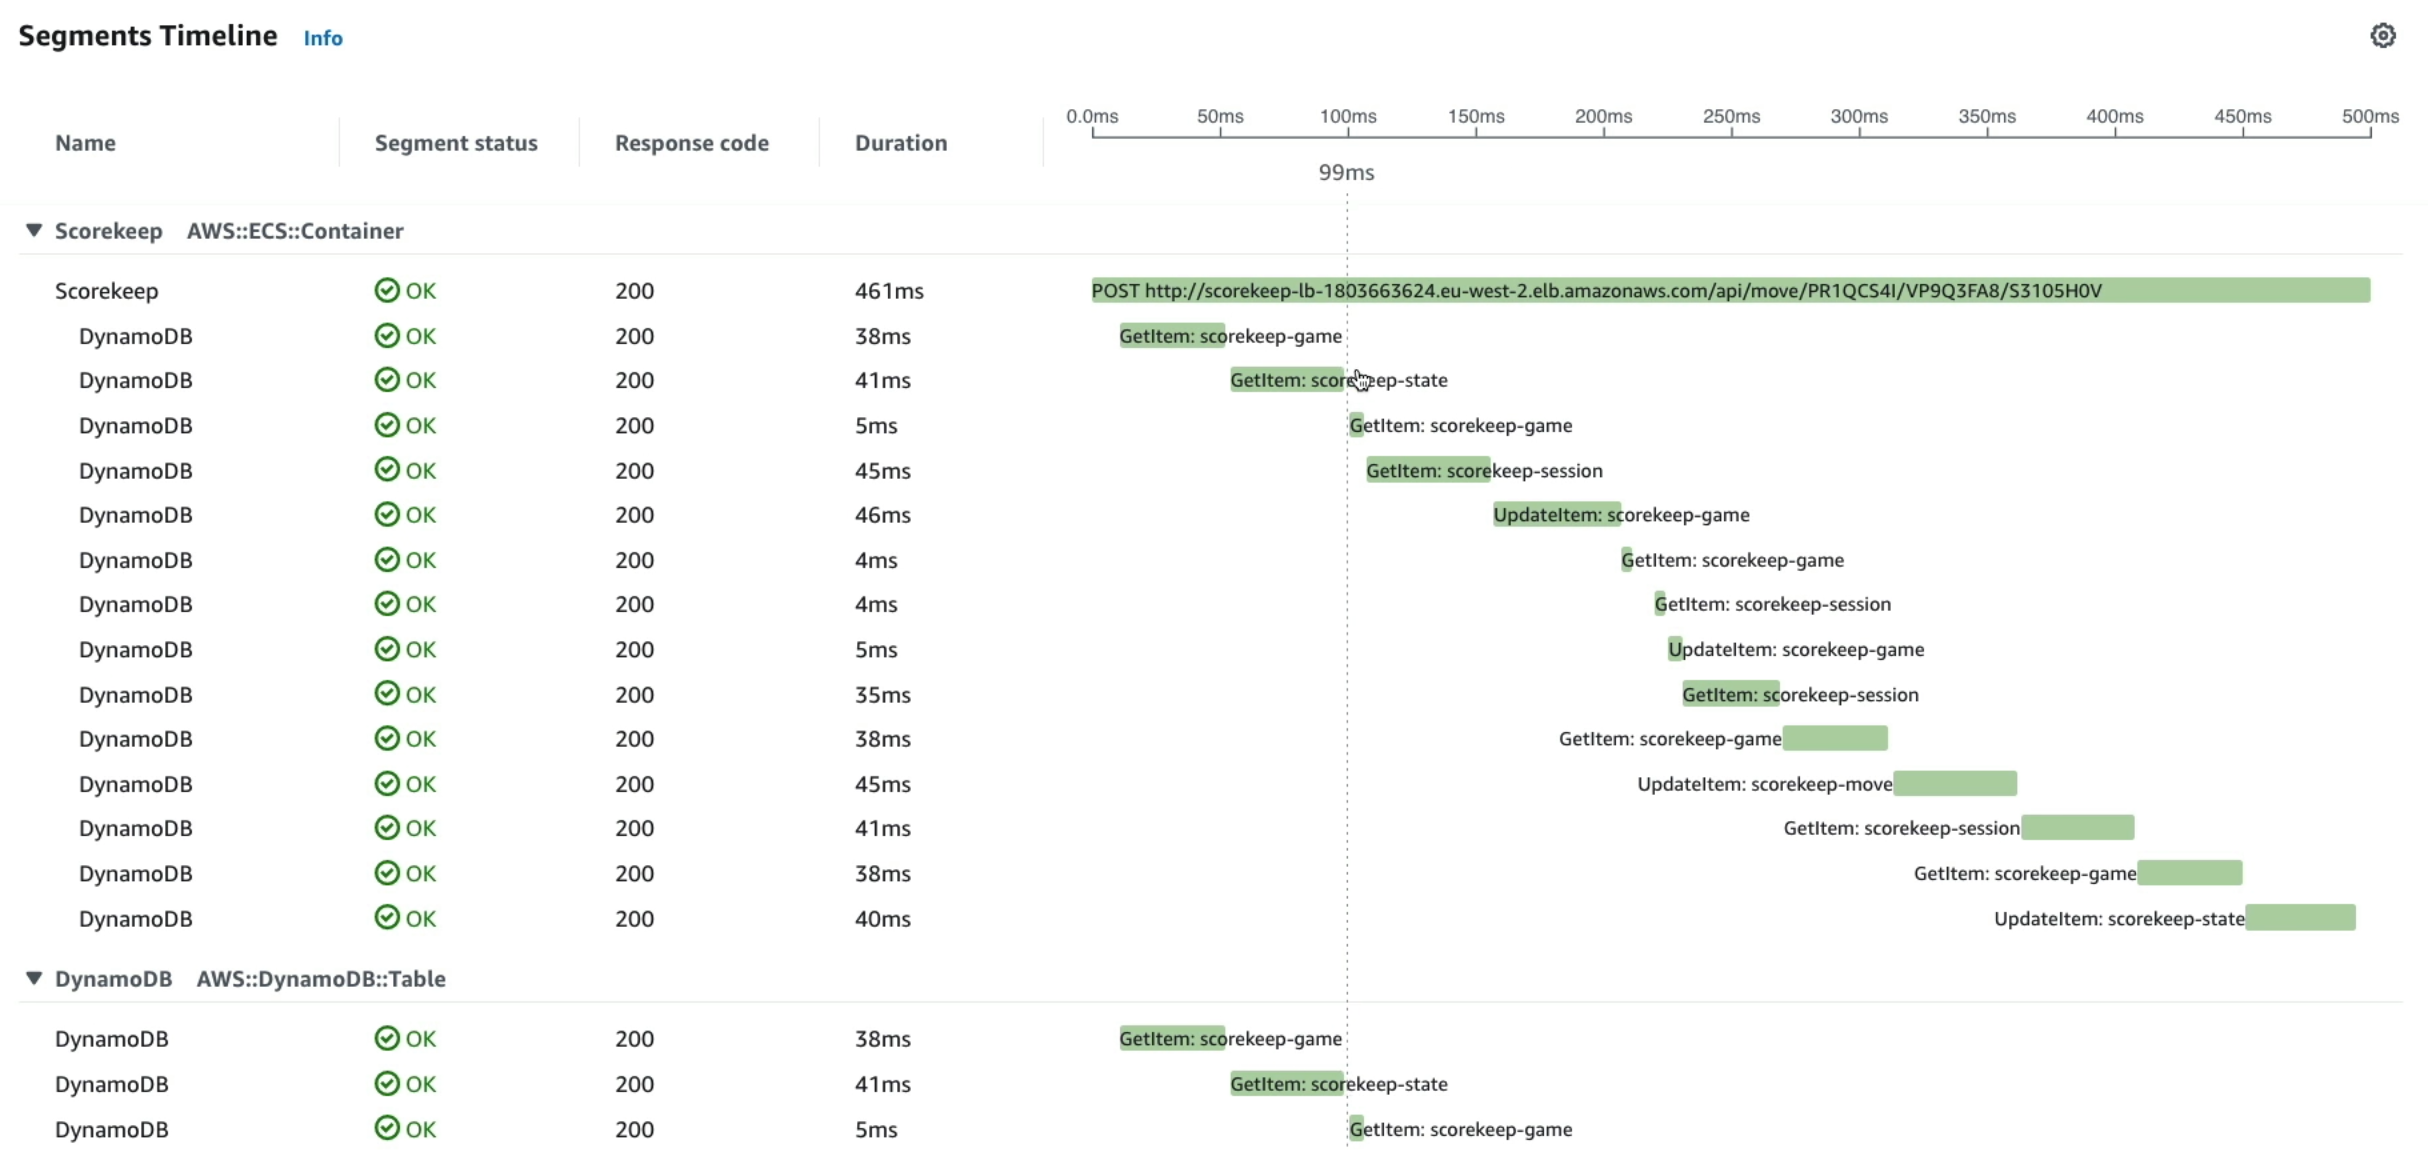 Segments Timeline Info
0.0ms 50ms 100ms 150ms 200ms 250ms 300ms 350ms 400ms 450ms 500ms
Name Segment status Response code Duration
99ms
Scorekeep AWS::ECS::Container
Scorekeep OK 200 461ms POST http://scorekeep-lb-1803663624.eu-west-2.elb.amazonaws.com/api/move/PR1QCS4I/VP9Q3FA8/S3105H0V
DynamoDB OK 200 38ms GetItem: scorekeep-game
DynamoDB OK 200 41ms GetItem: scorekeep-state
DynamoDB OK 200 5ms GetItem: scorekeep-game
DynamoDB OK 200 45ms GetItem: scorekeep-session
DynamoDB OK 200 46ms UpdateItem: scorekeep-game
DynamoDB OK 200 4ms GetItem: scorekeep-game
DynamoDB OK 200 4ms GetItem: scorekeep-session
DynamoDB OK 200 5ms UpdateItem: scorekeep-game
DynamoDB OK 200 35ms GetItem: scorekeep-session
DynamoDB OK 200 38ms GetItem: scorekeep-game
DynamoDB OK 200 45ms UpdateItem: scorekeep-move
DynamoDB OK 200 41ms GetItem: scorekeep-session
DynamoDB OK 200 38ms GetItem: scorekeep-game
DynamoDB OK 200 40ms UpdateItem: scorekeep-state
DynamoDB AWS::DynamoDB::Table
DynamoDB OK 200 38ms GetItem: scorekeep-game
DynamoDB OK 200 41ms GetItem: scorekeep-state
DynamoDB OK 200 5ms GetItem: scorekeep-game